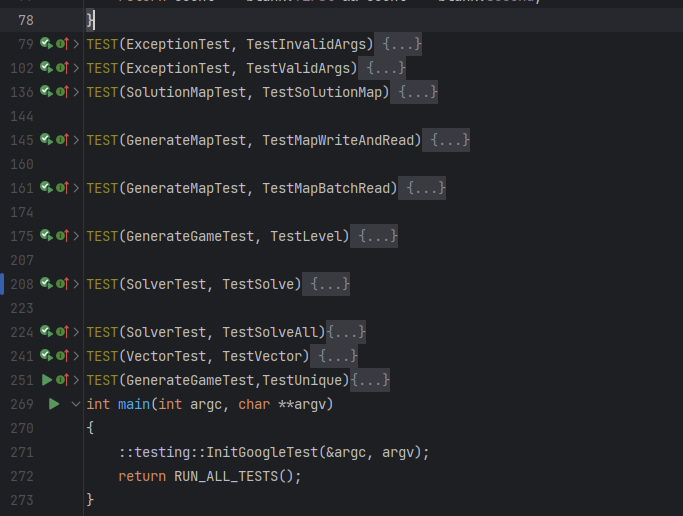 78 }
79 TEST(ExceptionTest, TestInvalidArgs) {...}
102 TEST(ExceptionTest, TestValidArgs) {...}
136 TEST(SolutionMapTest, TestSolutionMap) {...}
144
145 TEST(GenerateMapTest, TestMapWriteAndRead) {...}
160
161 TEST(GenerateMapTest, TestMapBatchRead) {...}
174
175 TEST(GenerateGameTest, TestLevel) {...}
207
208 TEST(SolverTest, TestSolve) {...}
223
224 TEST(SolverTest, TestSolveAll){...}
241 TEST(VectorTest, TestVector) {...}
251 TEST(GenerateGameTest,TestUnique){...}
269 int main(int argc, char **argv)
270 {
271 ::testing::InitGoogleTest(&argc, argv);
272 return RUN_ALL_TESTS();
273 }